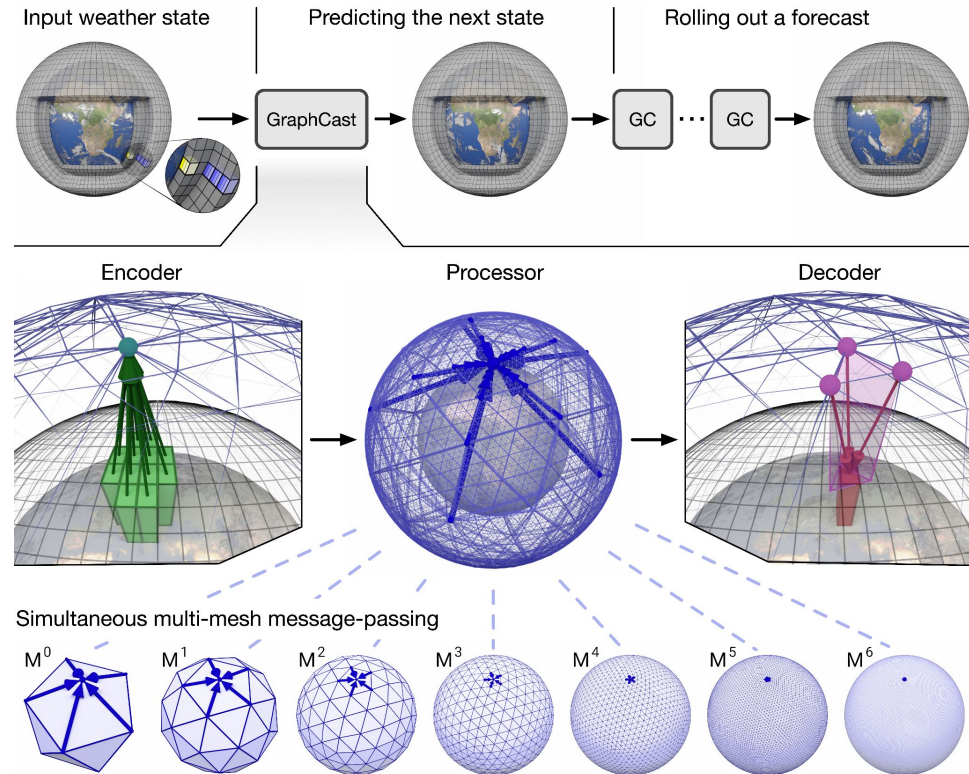 Input weather state
Predicting the next state
Rolling out a forecast
GraphCast
GC
...
GC
Encoder
Processor
Decoder
Simultaneous multi-mesh message-passing
M⁰
M¹
M²
M³
M⁴
M⁵
M⁶